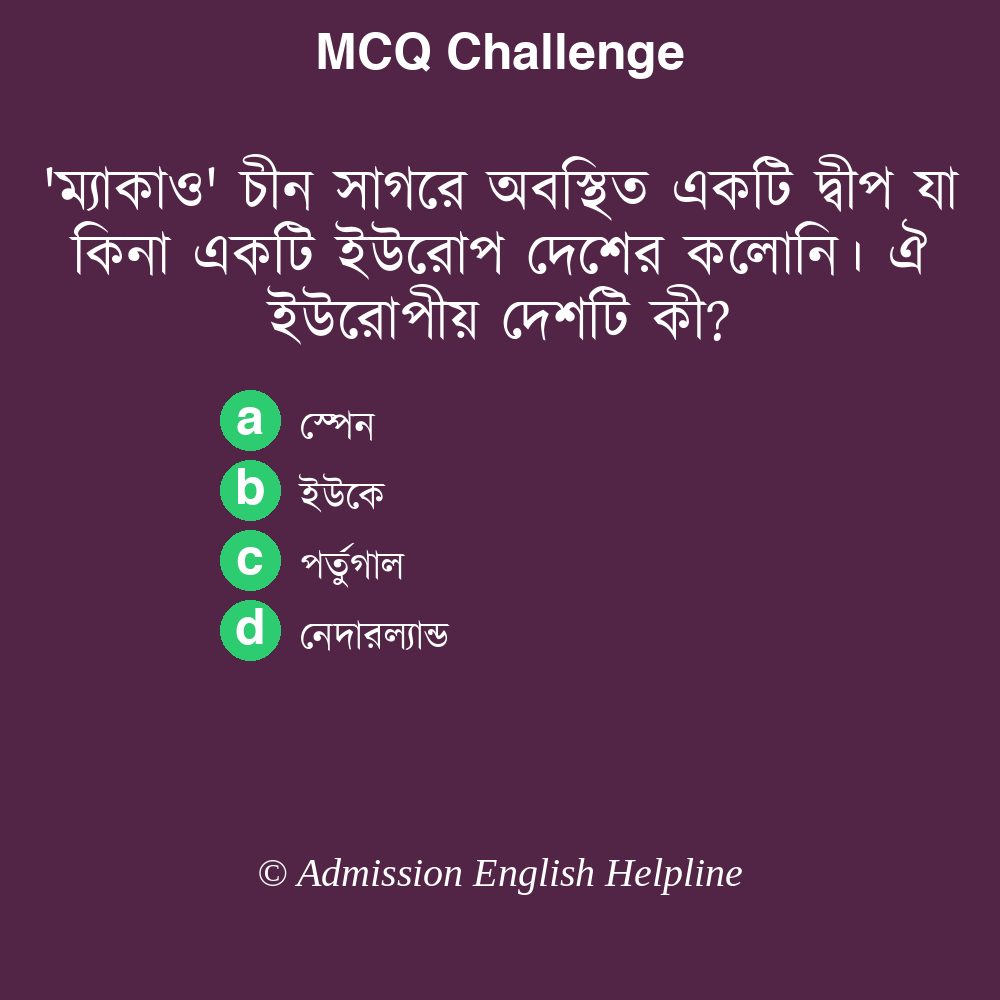 MCQ Challenge
'ম্যাকাও' চীন সাগরে অবস্থিত একটি দ্বীপ যা
কিনা একটি ইউরোপ দেশের কলোনি। ঐ
ইউরোপীয় দেশটি কী?
a স্পেন
b ইউকে
c পর্তুগাল
d নেদারল্যান্ড
© Admission English Helpline